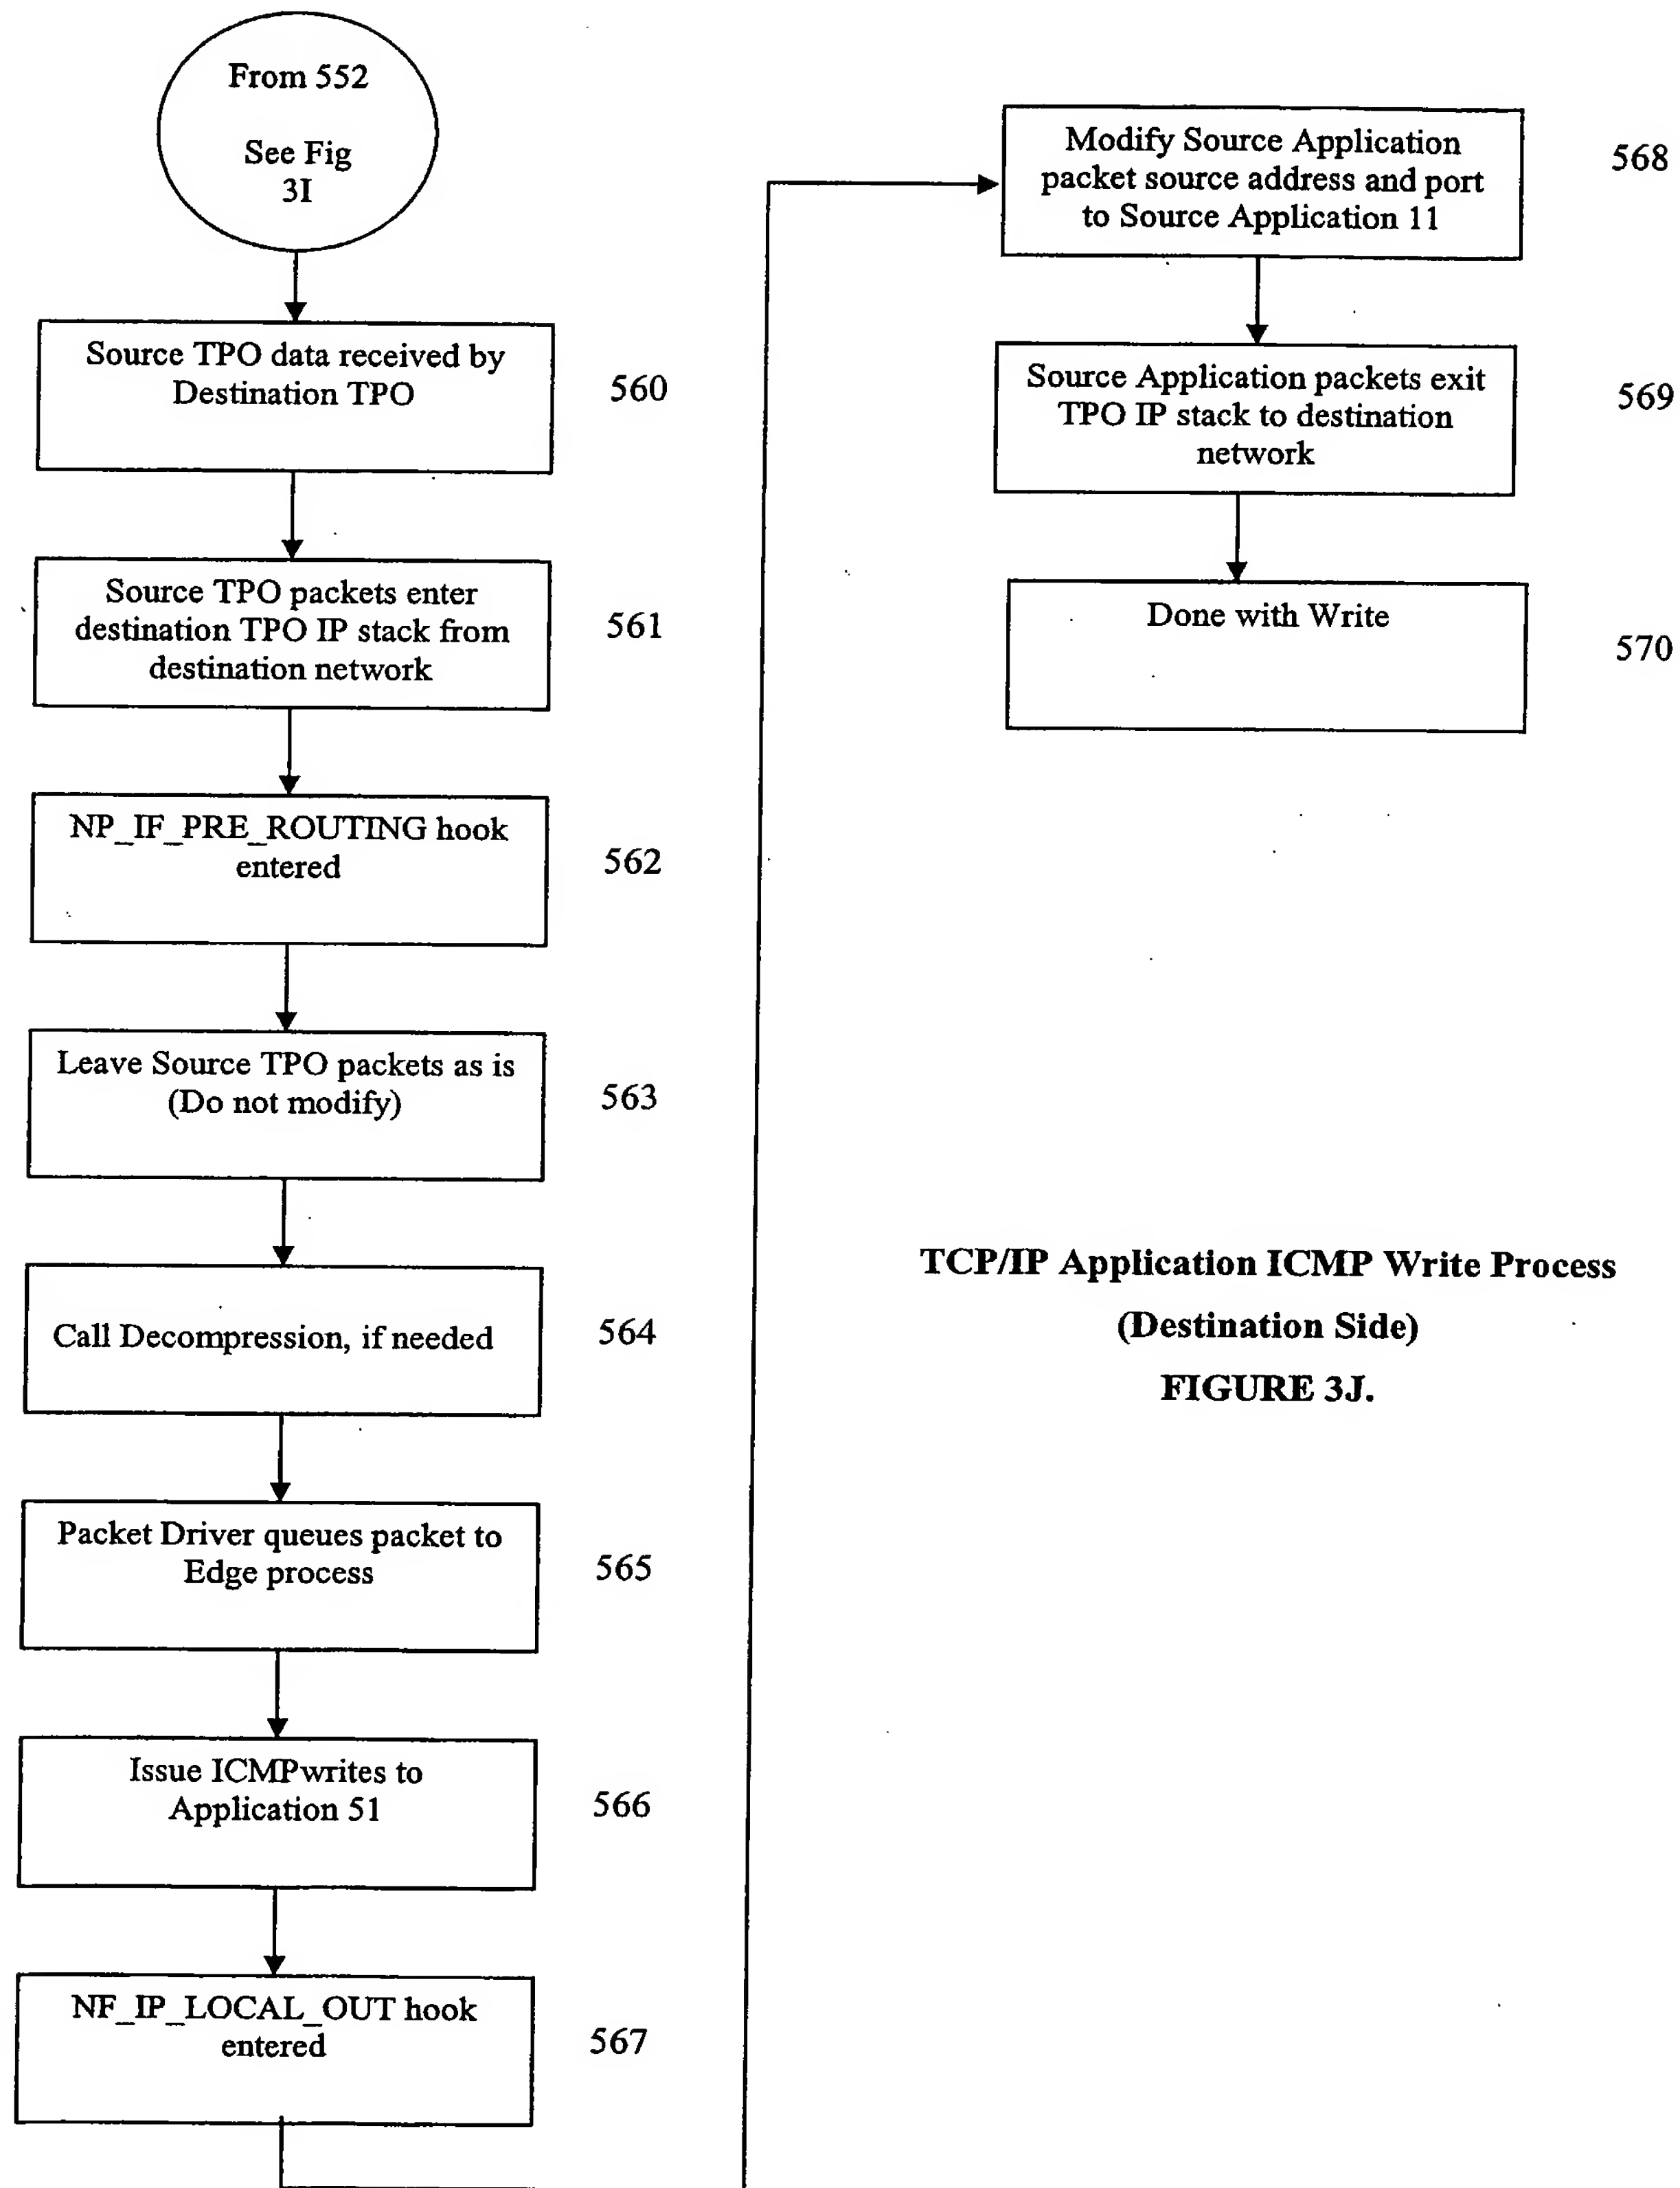 From 552
See Fig
3I
Source TPO data received by
Destination TPO
560
Source TPO packets enter
destination TPO IP stack from
destination network
561
NP_IF_PRE_ROUTING hook
entered
562
Leave Source TPO packets as is
(Do not modify)
563
Call Decompression, if needed
564
Packet Driver queues packet to
Edge process
565
Issue ICMPwrites to
Application 51
566
NF_IP_LOCAL_OUT hook
entered
567
Modify Source Application
packet source address and port
to Source Application 11
568
Source Application packets exit
TPO IP stack to destination
network
569
Done with Write
570
TCP/IP Application ICMP Write Process
(Destination Side)
FIGURE 3J.